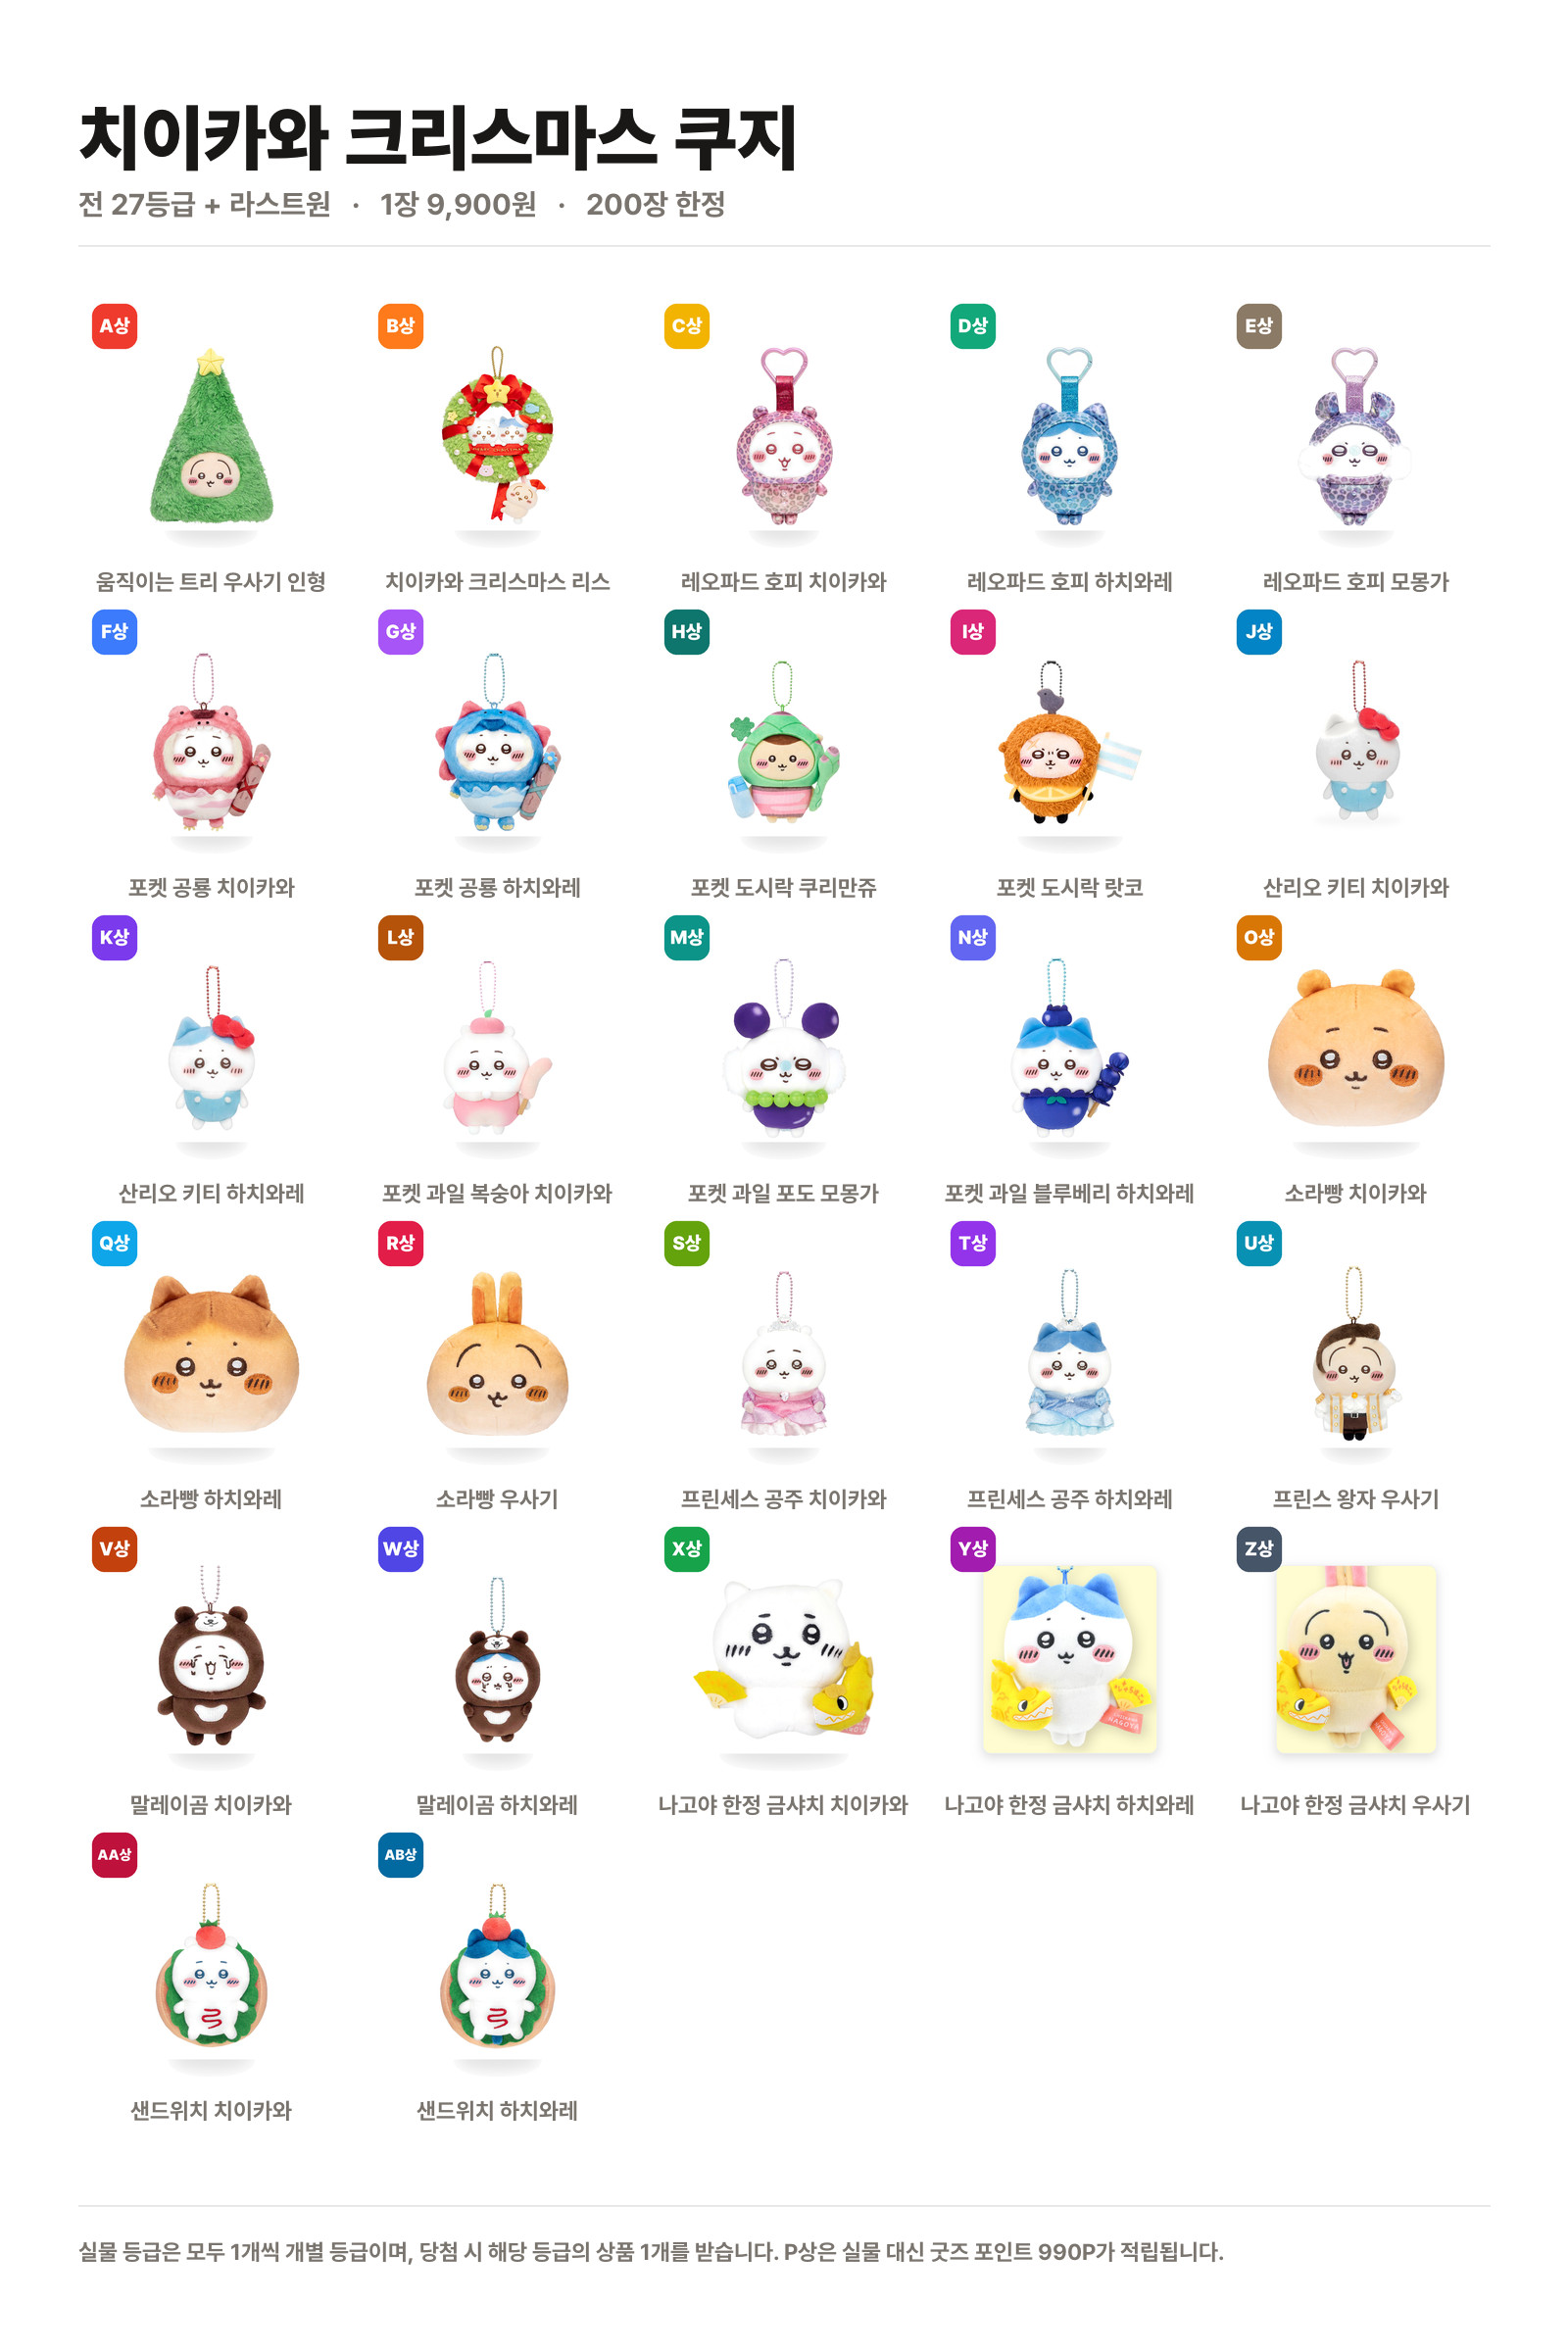 치이카와 크리스마스 쿠지
전 27등급 + 라스트원 · 1장 9,900원 · 200장 한정
A상
B상
C상
D상
E상
움직이는 트리 우사기 인형
치이카와 크리스마스 리스
레오파드 호피 치이카와
레오파드 호피 하치와레
레오파드 호피 모몽가
F상
G상
H상
I상
J상
포켓 공룡 치이카와
포켓 공룡 하치와레
포켓 도시락 쿠리만쥬
포켓 도시락 랏코
산리오 키티 치이카와
K상
L상
M상
N상
O상
산리오 키티 하치와레
포켓 과일 복숭아 치이카와
포켓 과일 포도 모몽가
포켓 과일 블루베리 하치와레
소라빵 치이카와
Q상
R상
S상
T상
U상
소라빵 하치와레
소라빵 우사기
프린세스 공주 치이카와
프린세스 공주 하치와레
프린스 왕자 우사기
V상
W상
X상
Y상
Z상
NAGOYA
말레이곰 치이카와
말레이곰 하치와레
나고야 한정 금샤치 치이카와
나고야 한정 금샤치 하치와레
나고야 한정 금샤치 우사기
AA상
AB상
샌드위치 치이카와
샌드위치 하치와레
실물 등급은 모두 1개씩 개별 등급이며, 당첨 시 해당 등급의 상품 1개를 받습니다. P상은 실물 대신 굿즈 포인트 990P가 적립됩니다.